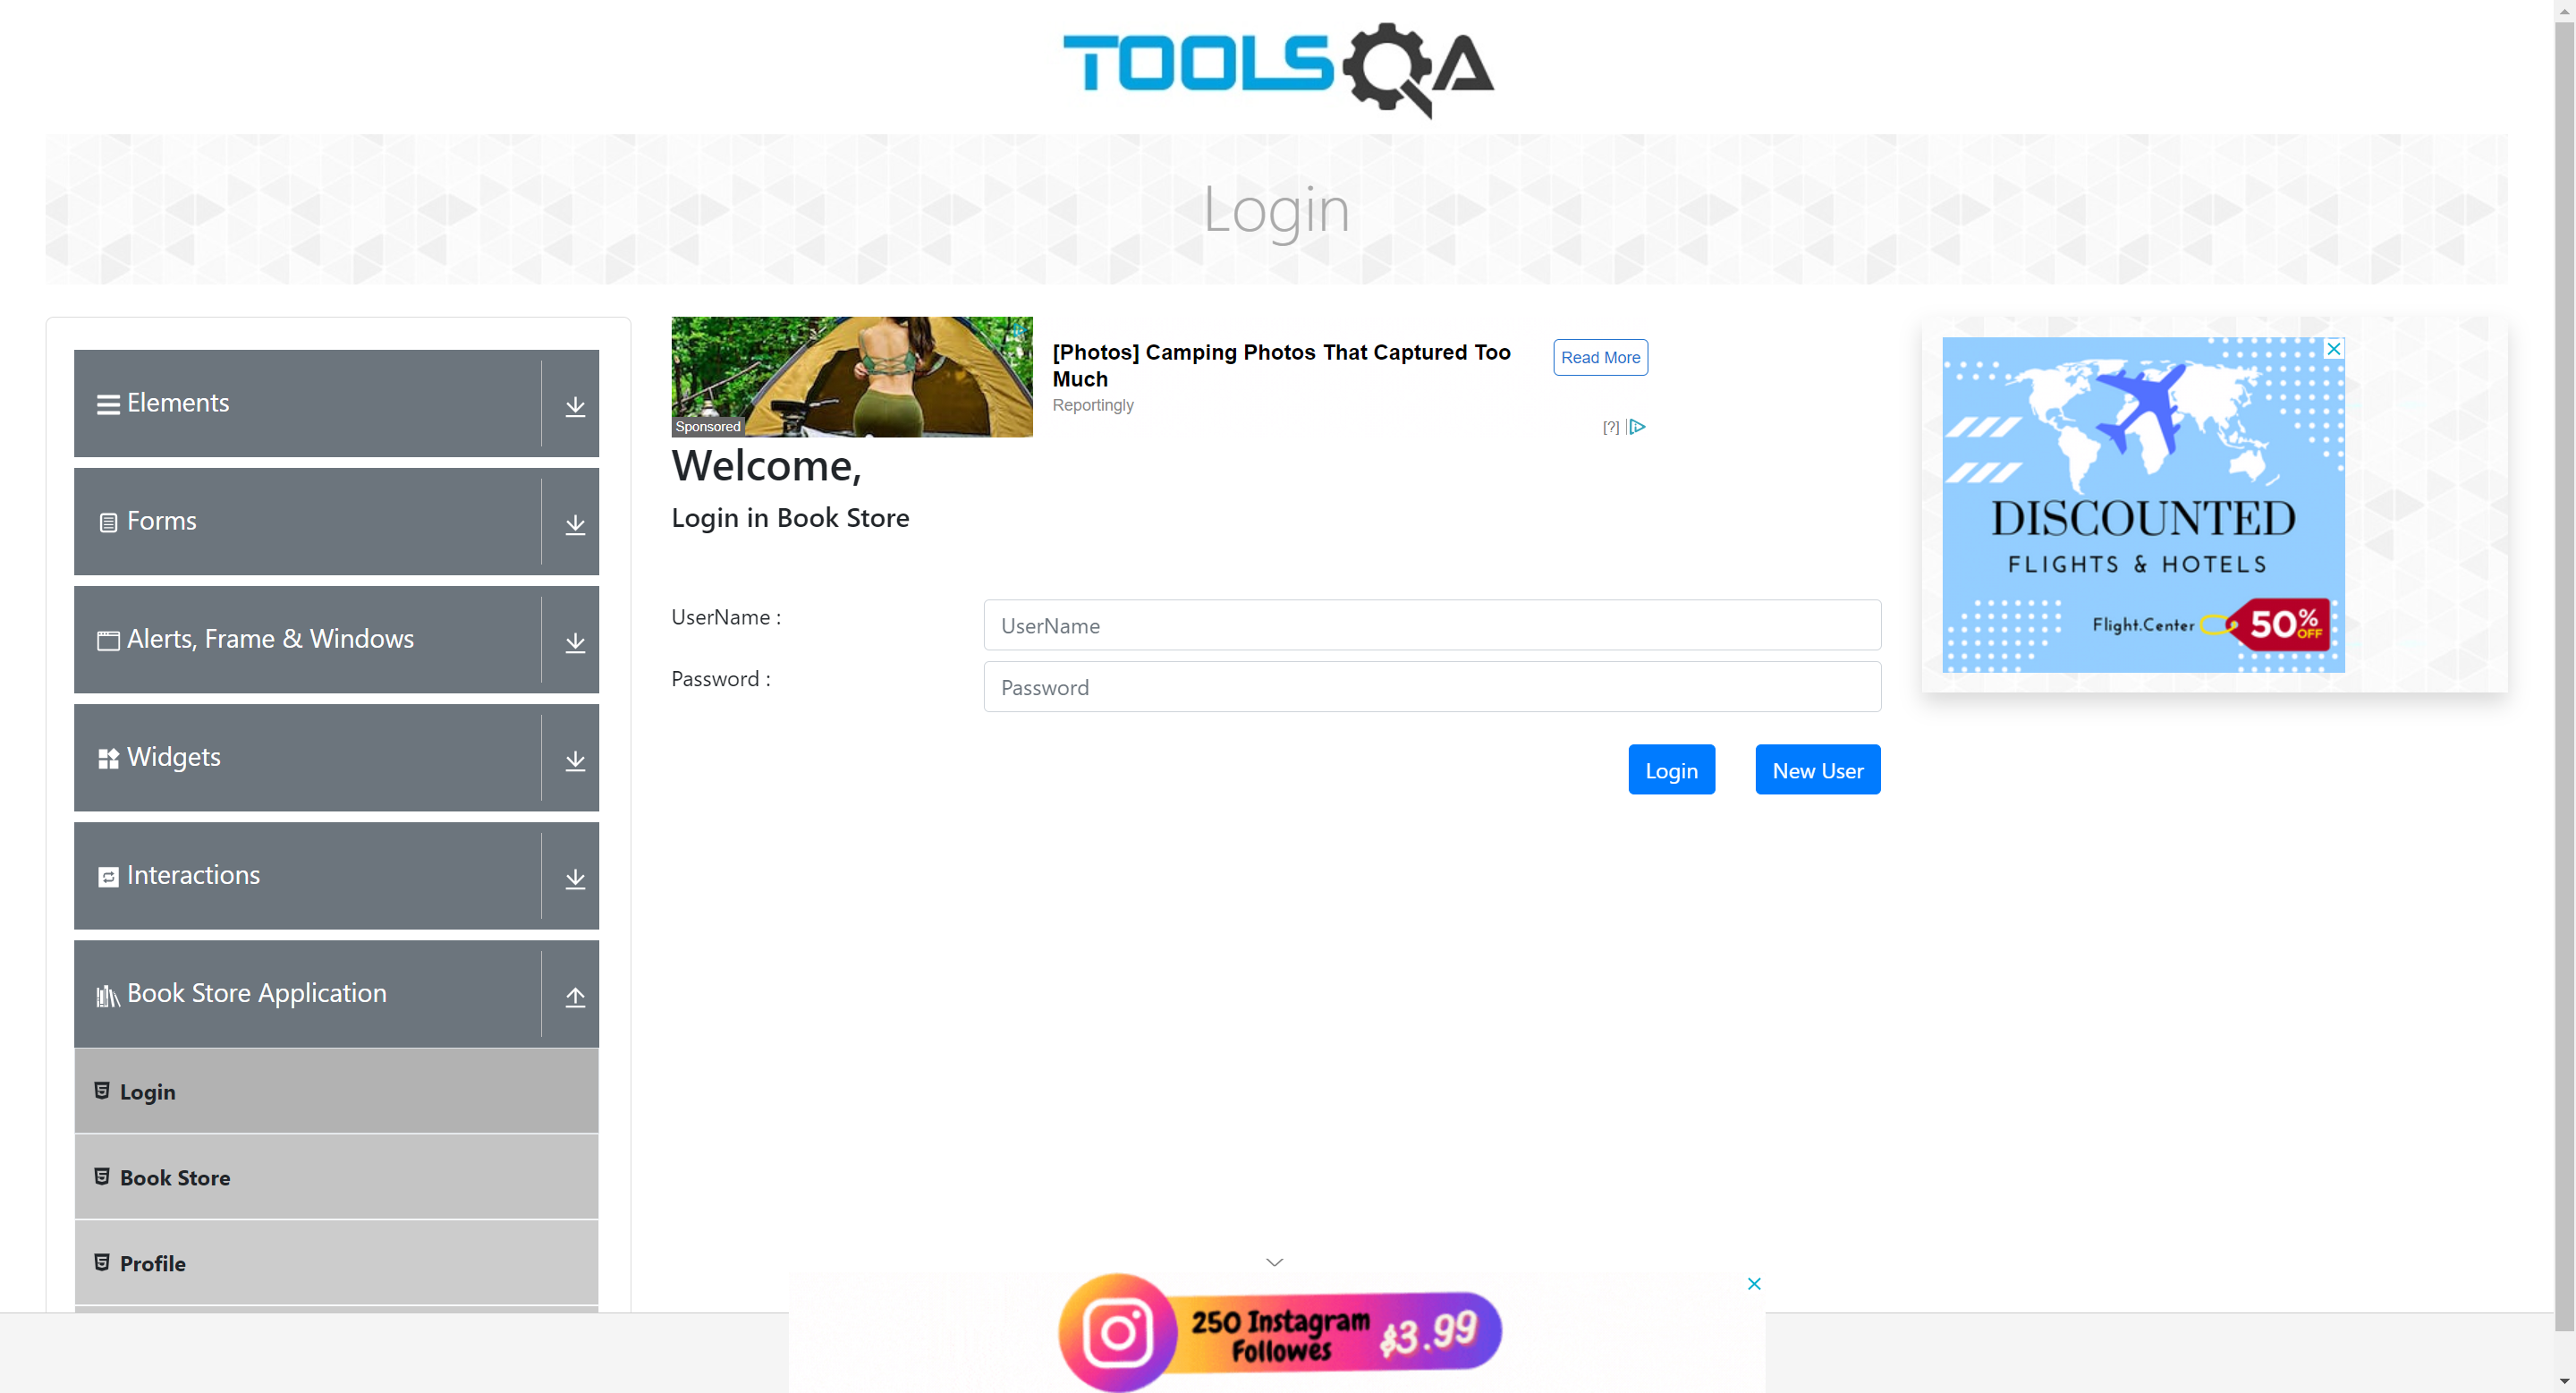 TOOLSQA
Login
Elements
Forms
Alerts, Frame & Windows
Widgets
Interactions
Book Store Application
Login
Book Store
Profile
Sponsored
[Photos] Camping Photos That Captured Too
Much
Reportingly
Read More
[?]
Welcome,
Login in Book Store
UserName :
UserName
Password :
Password
Login
New User
DISCOUNTED
FLIGHTS & HOTELS
Flight.Center
50% OFF
250 Instagram
Followes
$3.99